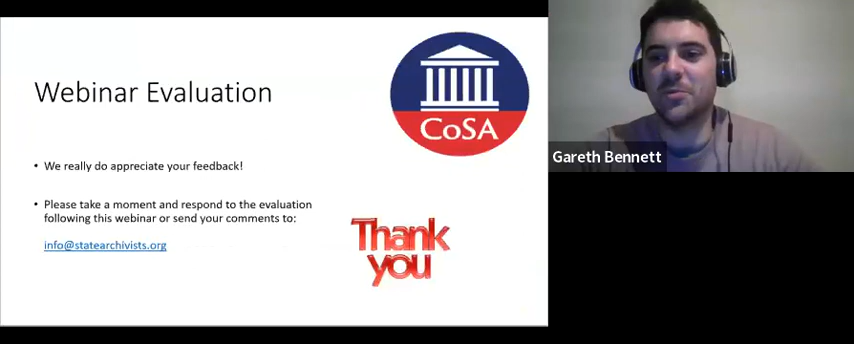 Webinar Evaluation
CoSA
• We really do appreciate your feedback!
• Please take a moment and respond to the evaluation
following this webinar or send your comments to:
info@statearchivists.org
Thank
you
Gareth Bennett